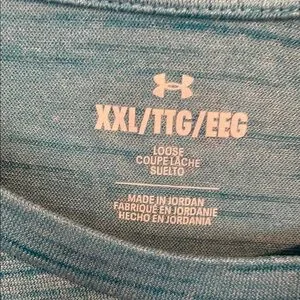 XXL/TTG/EEG
LOOSE
COUPE LÂCHE
SUELTO
MADE IN JORDAN
FABRIQUÉ EN JORDANIE
HECHO EN JORDANIA